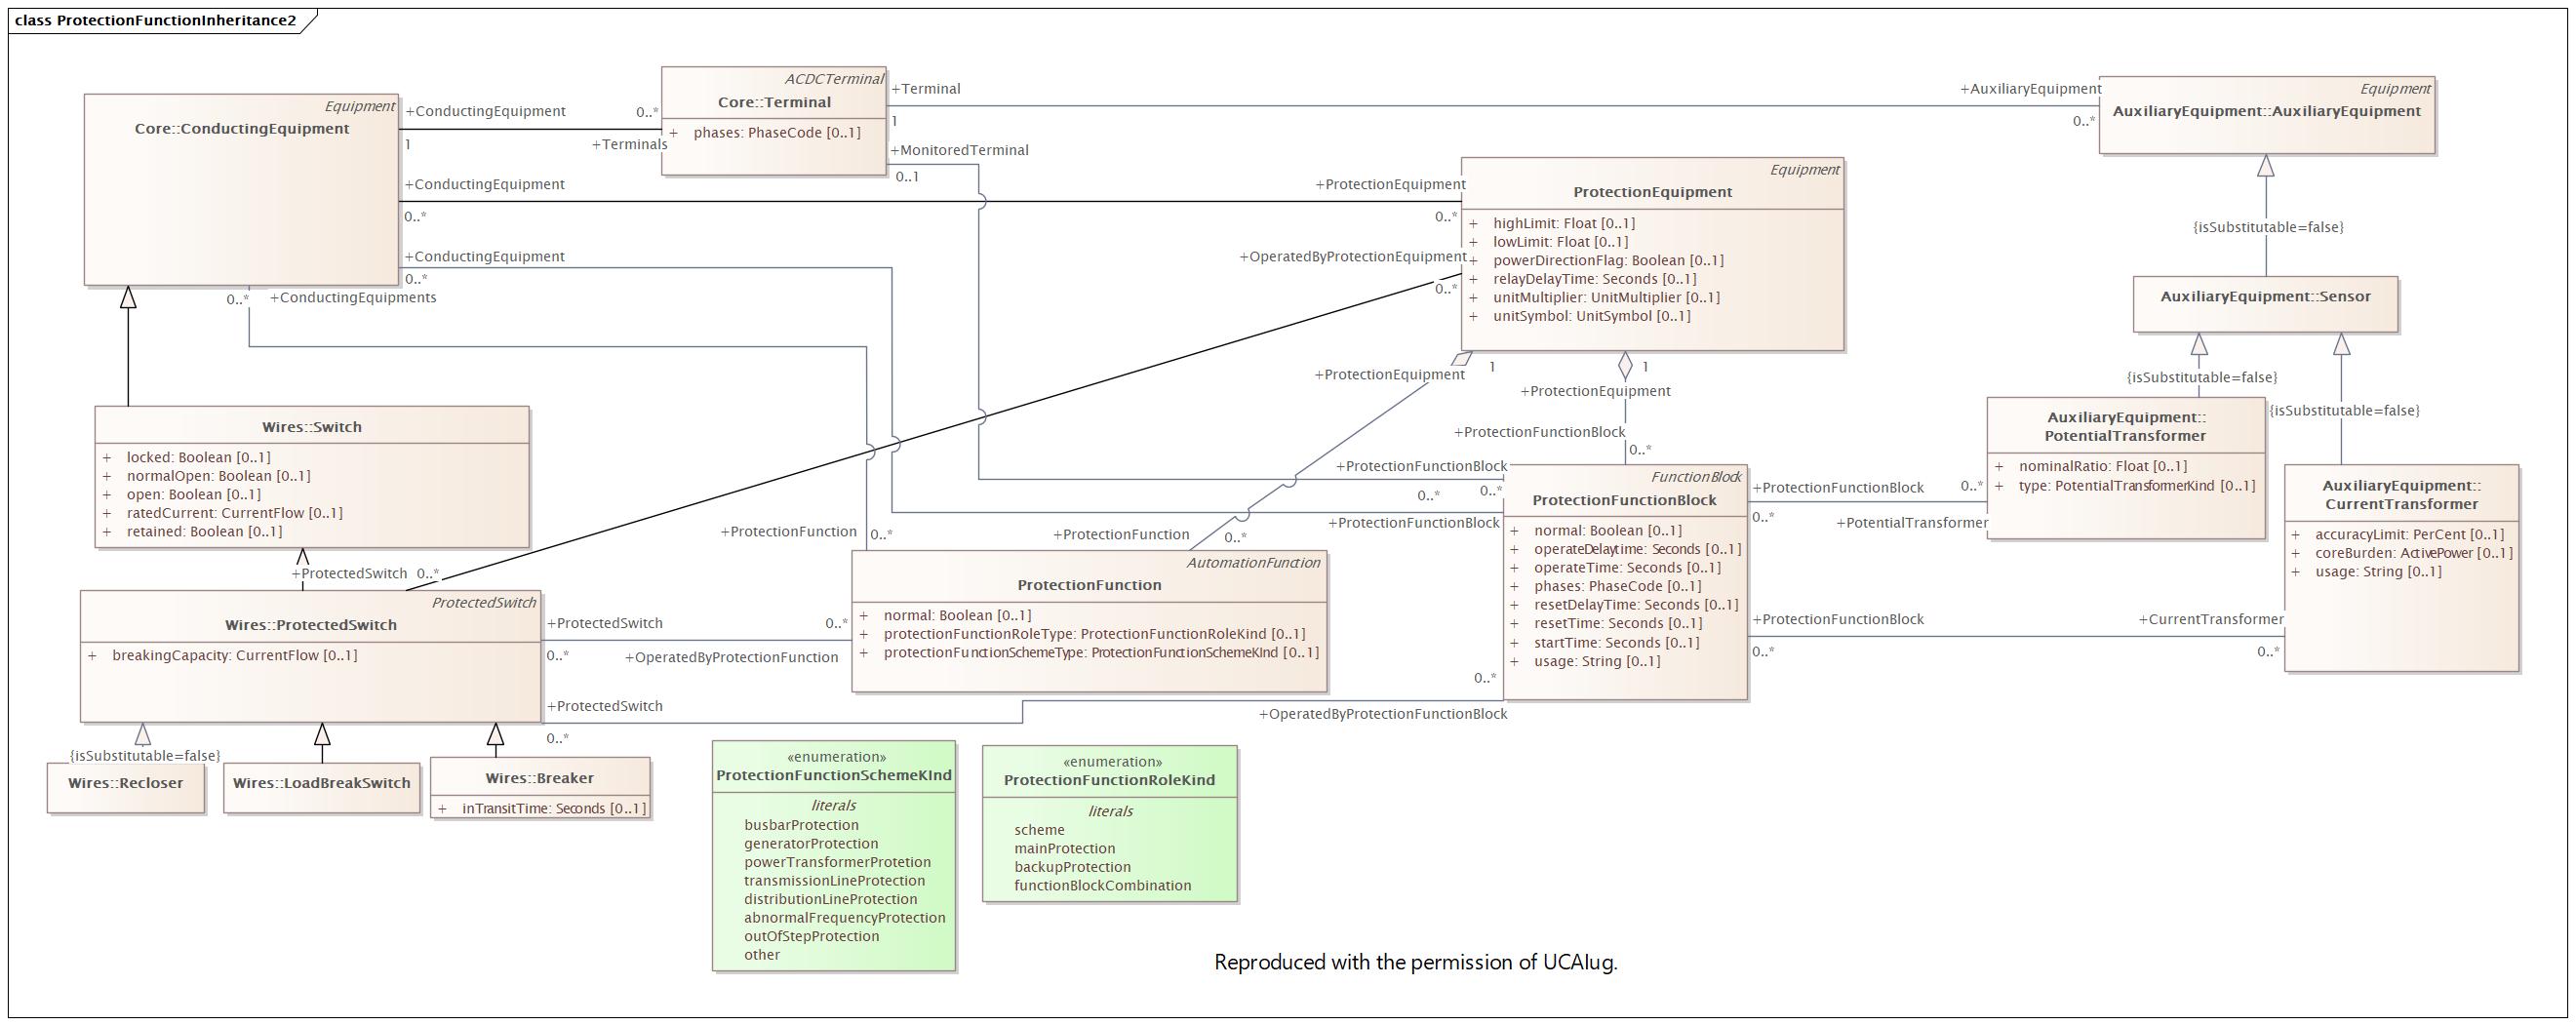 class ProtectionFunctionInheritance2
Equipment
Core::ConductingEquipment
ACDCTerminal
Core::Terminal
+ phases: PhaseCode [0..1]
+ConductingEquipment
1
0..*
+Terminals
+Terminal
1
+AuxiliaryEquipment
0..*
+MonitoredTerminal
0..1
Equipment
AuxiliaryEquipment::AuxiliaryEquipment
+ConductingEquipment
0..*
+ProtectionEquipment
0..*
Equipment
ProtectionEquipment
+ highLimit: Float [0..1]
+ lowLimit: Float [0..1]
+ powerDirectionFlag: Boolean [0..1]
+ relayDelayTime: Seconds [0..1]
+ unitMultiplier: UnitMultiplier [0..1]
+ unitSymbol: UnitSymbol [0..1]
+ConductingEquipment
0..*
+OperatedByProtectionEquipment
0..*
0..*
+ConductingEquipments
{isSubstitutable=false}
AuxiliaryEquipment::Sensor
{isSubstitutable=false}
{isSubstitutable=false}
1
+ProtectionEquipment
1
+ProtectionEquipment
+ProtectionFunctionBlock
0..*
Wires::Switch
+ locked: Boolean [0..1]
+ normalOpen: Boolean [0..1]
+ open: Boolean [0..1]
+ ratedCurrent: CurrentFlow [0..1]
+ retained: Boolean [0..1]
AuxiliaryEquipment::
PotentialTransformer
+ nominalRatio: Float [0..1]
+ type: PotentialTransformerKind [0..1]
AuxiliaryEquipment::
CurrentTransformer
+ accuracyLimit: PerCent [0..1]
+ coreBurden: ActivePower [0..1]
+ usage: String [0..1]
+ProtectionFunctionBlock
0..*
0..*
+ProtectionFunctionBlock
FunctionBlock
ProtectionFunctionBlock
+ normal: Boolean [0..1]
+ operateDelaytime: Seconds [0..1]
+ operateTime: Seconds [0..1]
+ phases: PhaseCode [0..1]
+ resetDelayTime: Seconds [0..1]
+ resetTime: Seconds [0..1]
+ startTime: Seconds [0..1]
+ usage: String [0..1]
+ProtectionFunctionBlock
0..*
0..*
+PotentialTransformer
+ProtectionFunctionBlock
0..*
+CurrentTransformer
0..*
+ProtectionFunction
0..*
+ProtectionFunction
0..*
AutomationFunction
ProtectionFunction
+ normal: Boolean [0..1]
+ protectionFunctionRoleType: ProtectionFunctionRoleKind [0..1]
+ protectionFunctionSchemeType: ProtectionFunctionSchemeKInd [0..1]
+ProtectedSwitch 0..*
ProtectedSwitch
Wires::ProtectedSwitch
+ breakingCapacity: CurrentFlow [0..1]
+ProtectedSwitch
0..*
0..*
+OperatedByProtectionFunction
+ProtectedSwitch
0..*
0..*
+OperatedByProtectionFunctionBlock
{isSubstitutable=false}
Wires::Recloser
Wires::LoadBreakSwitch
Wires::Breaker
+ inTransitTime: Seconds [0..1]
«enumeration»
ProtectionFunctionSchemeKInd
literals
busbarProtection
generatorProtection
powerTransformerProtetion
transmissionLineProtection
distributionLineProtection
abnormalFrequencyProtection
outOfStepProtection
other
«enumeration»
ProtectionFunctionRoleKind
literals
scheme
mainProtection
backupProtection
functionBlockCombination
Reproduced with the permission of UCAIug.